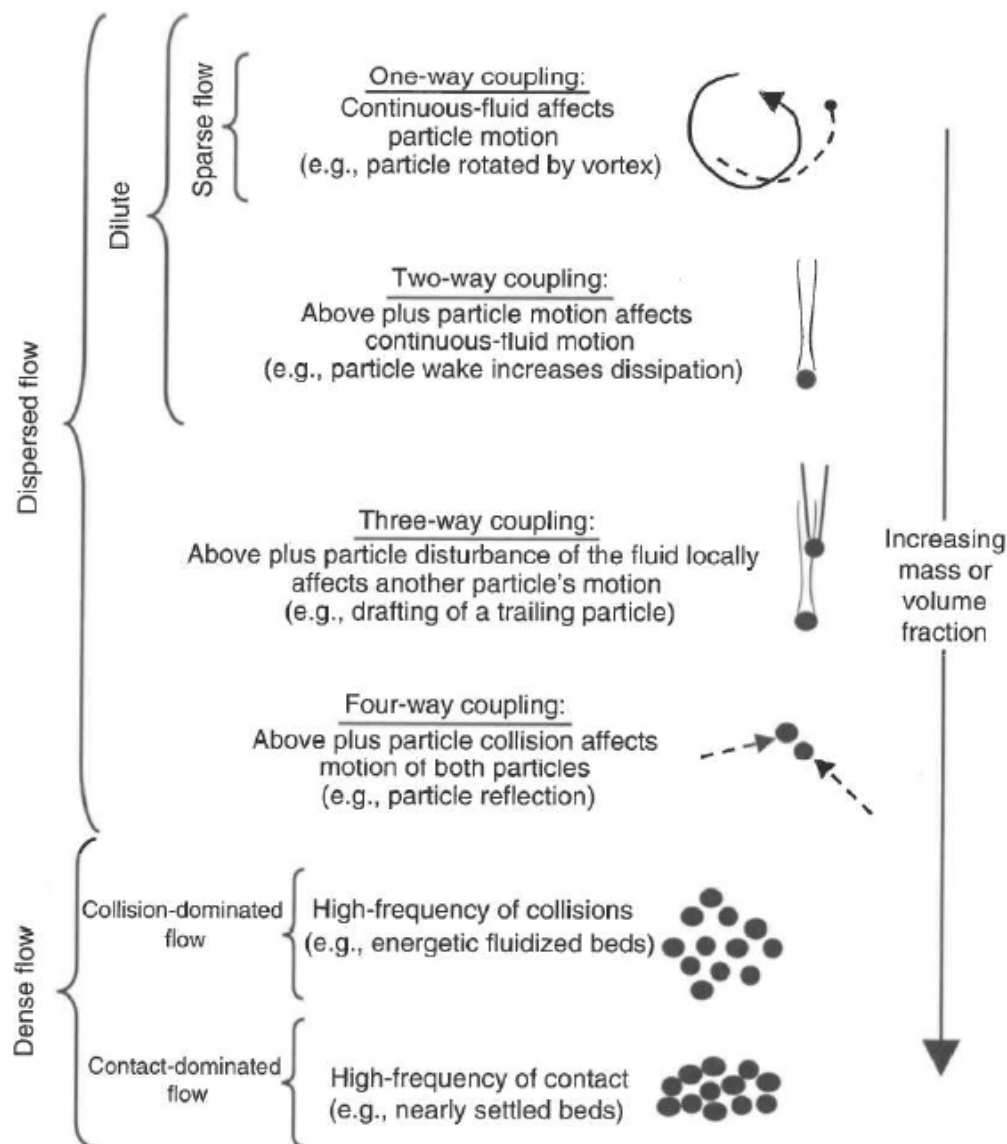 Dispersed flow
Dilute
Sparse flow
One-way coupling:
Continuous-fluid affects
particle motion
(e.g., particle rotated by vortex)
Two-way coupling:
Above plus particle motion affects
continuous-fluid motion
(e.g., particle wake increases dissipation)
Three-way coupling:
Above plus particle disturbance of the fluid locally
affects another particle's motion
(e.g., drafting of a trailing particle)
Four-way coupling:
Above plus particle collision affects
motion of both particles
(e.g., particle reflection)
Increasing
mass or
volume
fraction
Dense flow
Collision-dominated
flow
High-frequency of collisions
(e.g., energetic fluidized beds)
Contact-dominated
flow
High-frequency of contact
(e.g., nearly settled beds)